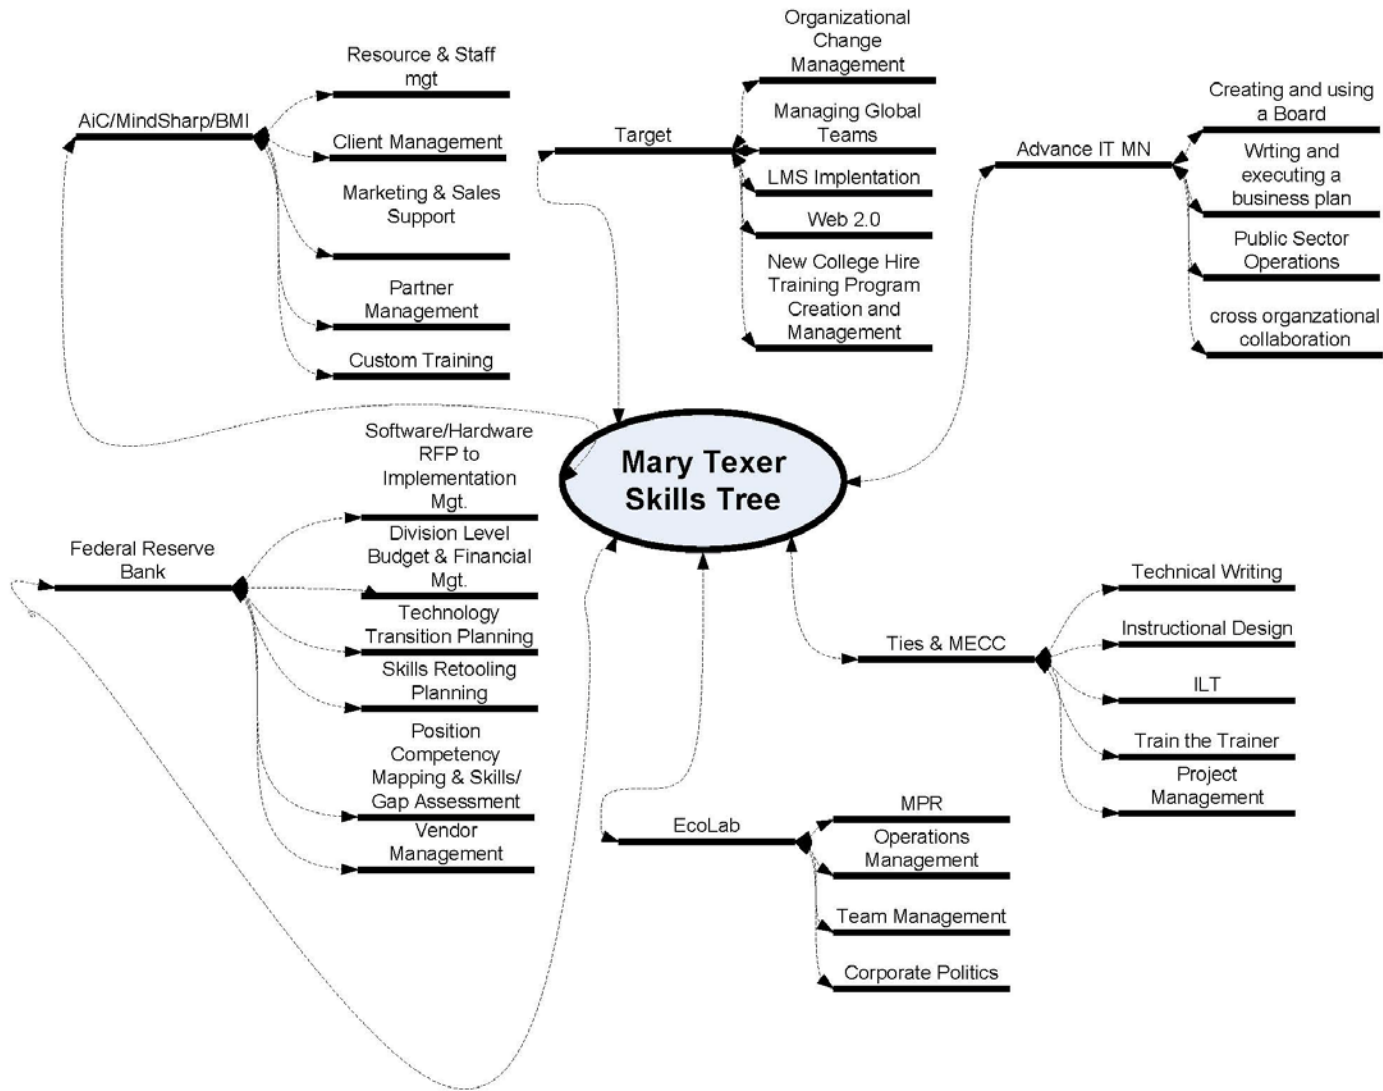 Mary Texer
Skills Tree
AiC/MindSharp/BMI
Resource & Staff
mgt
Client Management
Marketing & Sales
Support
Partner
Management
Custom Training
Target
Organizational
Change
Management
Managing Global
Teams
LMS Implentation
Web 2.0
New College Hire
Training Program
Creation and
Management
Advance IT MN
Creating and using
a Board
Wrting and
executing a
business plan
Public Sector
Operations
cross organzational
collaboration
Federal Reserve
Bank
Software/Hardware
RFP to
Implementation
Mgt.
Division Level
Budget & Financial
Mgt.
Technology
Transition Planning
Skills Retooling
Planning
Position
Competency
Mapping & Skills/
Gap Assessment
Vendor
Management
EcoLab
MPR
Operations
Management
Team Management
Corporate Politics
Ties & MECC
Technical Writing
Instructional Design
ILT
Train the Trainer
Project
Management